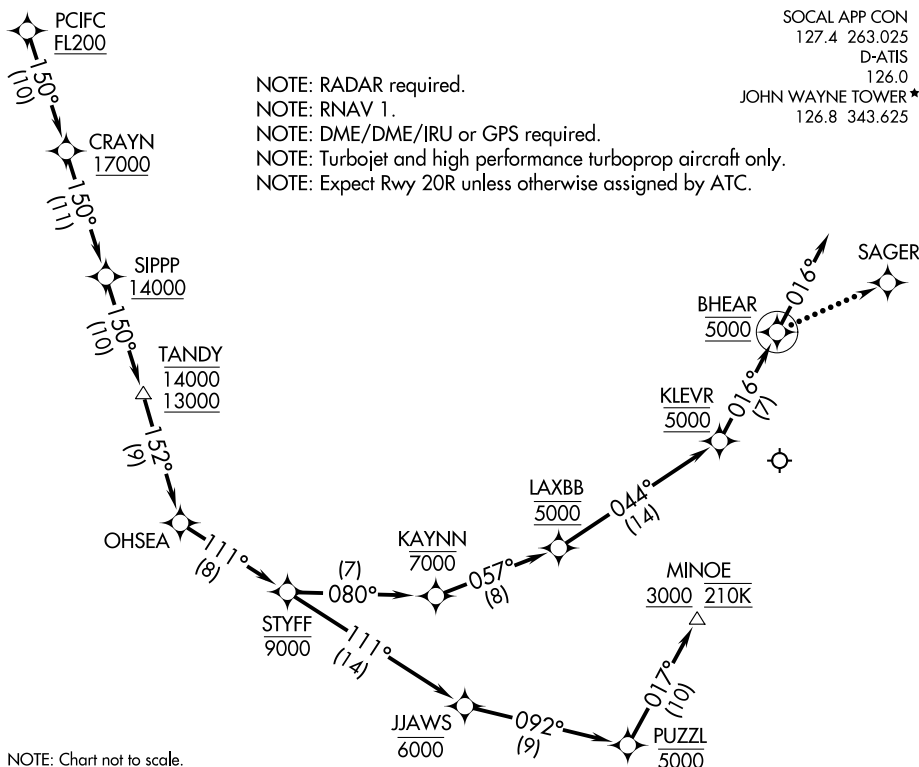 PCIFC
FL200
SOCAL APP CON
127.4 263.025
D-ATIS
126.0
JOHN WAYNE TOWER★
126.8 343.625
150°
(10)
NOTE: RADAR required.
NOTE: RNAV 1.
NOTE: DME/DME/IRU or GPS required.
NOTE: Turbojet and high performance turboprop aircraft only.
NOTE: Expect Rwy 20R unless otherwise assigned by ATC.
CRAYN
17000
150°
(11)
SIPPP
14000
150°
(10)
TANDY
14000
13000
152°
(9)
OHSEA
111°
(8)
STYFF
9000
(7)
080°
KAYNN
7000
057°
(8)
LAXBB
5000
044°
(14)
KLEVR
5000
016°
(7)
BHEAR
5000
016°
SAGER
111°
(14)
JJAWS
6000
092°
(9)
PUZZL
5000
017°
(10)
MINOE
3000 210K
NOTE: Chart not to scale.